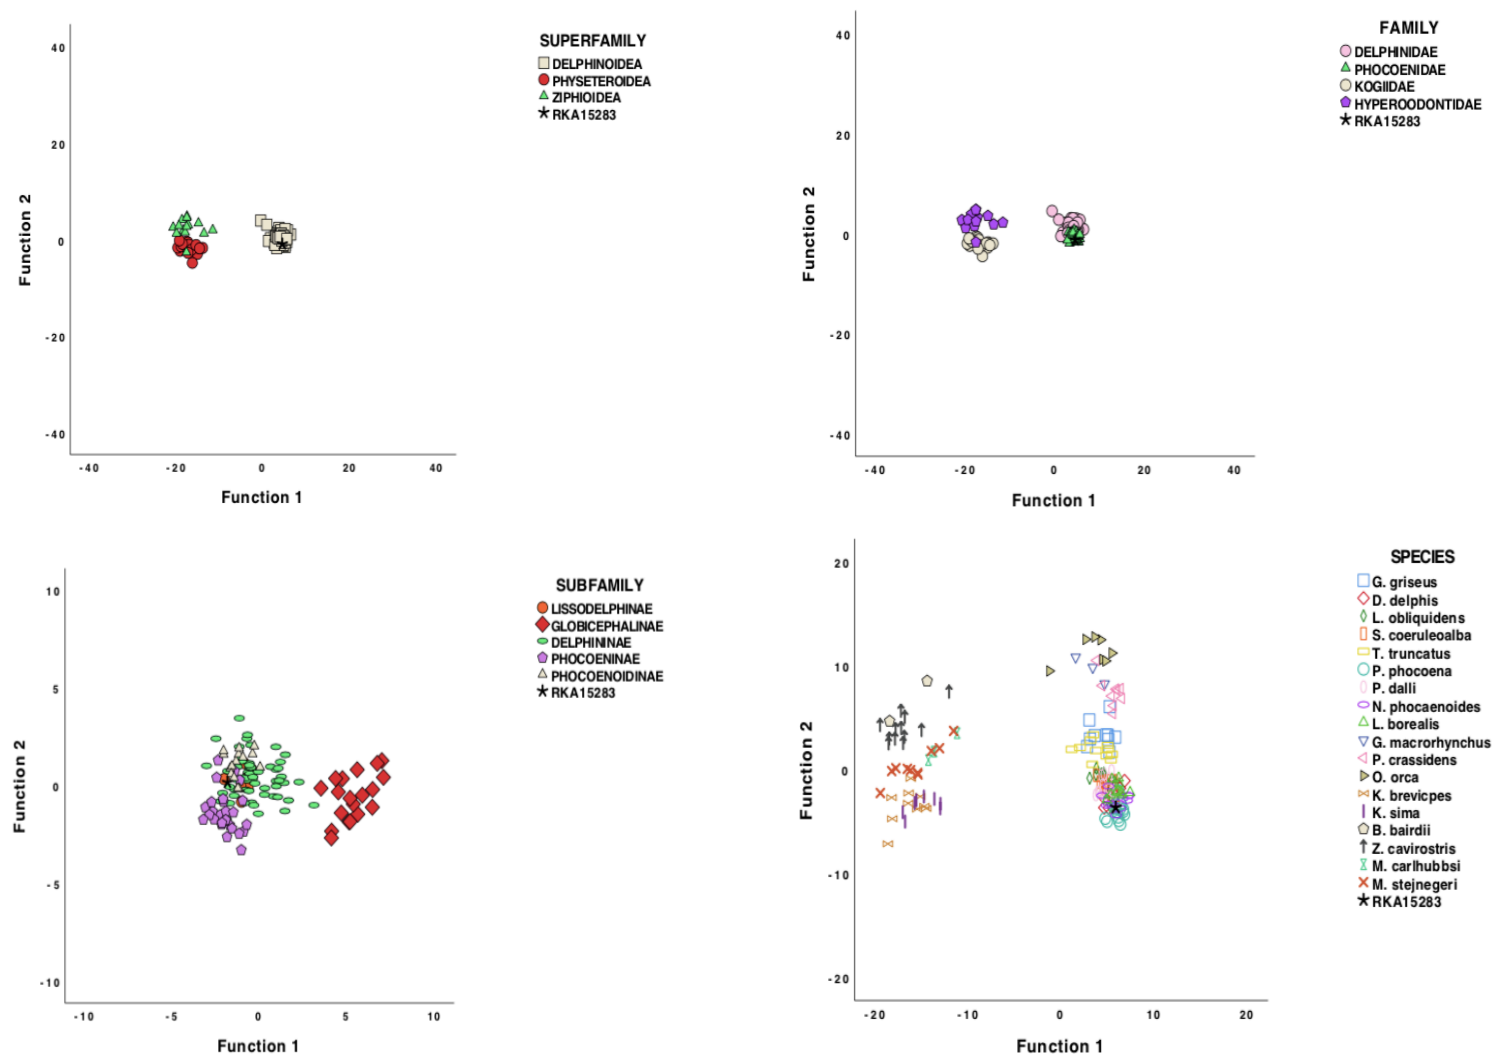 SUPERFAMILY
DELPHINOIDEA
PHYSETEROIDEA
ZIPHIOIDEA
RKA15283
40
20
0
-20
-40
Function 2
-40
-20
0
20
40
Function 1
FAMILY
DELPHINIDAE
PHOCOENIDAE
KOGIIDAE
HYPEROODONTIDAE
RKA15283
40
20
0
-20
-40
Function 2
-40
-20
0
20
40
Function 1
SUBFAMILY
LISSODELPHINAE
GLOBICEPHALINAE
DELPHININAE
PHOCOENINAE
PHOCOENOIDINAE
RKA15283
10
5
0
-5
-10
Function 2
-10
-5
0
5
10
Function 1
SPECIES
G. griseus
D. delphis
L. obliquidens
S. coeruleoalba
T. truncatus
P. phocoena
P. dalli
N. phocaenoides
L. borealis
G. macrorhynchus
P. crassidens
O. orca
K. brevicpes
K. sima
B. bairdii
Z. cavirostris
M. carlhubbsi
M. stejnegeri
RKA15283
20
10
0
-10
-20
Function 2
-20
-10
0
10
20
Function 1